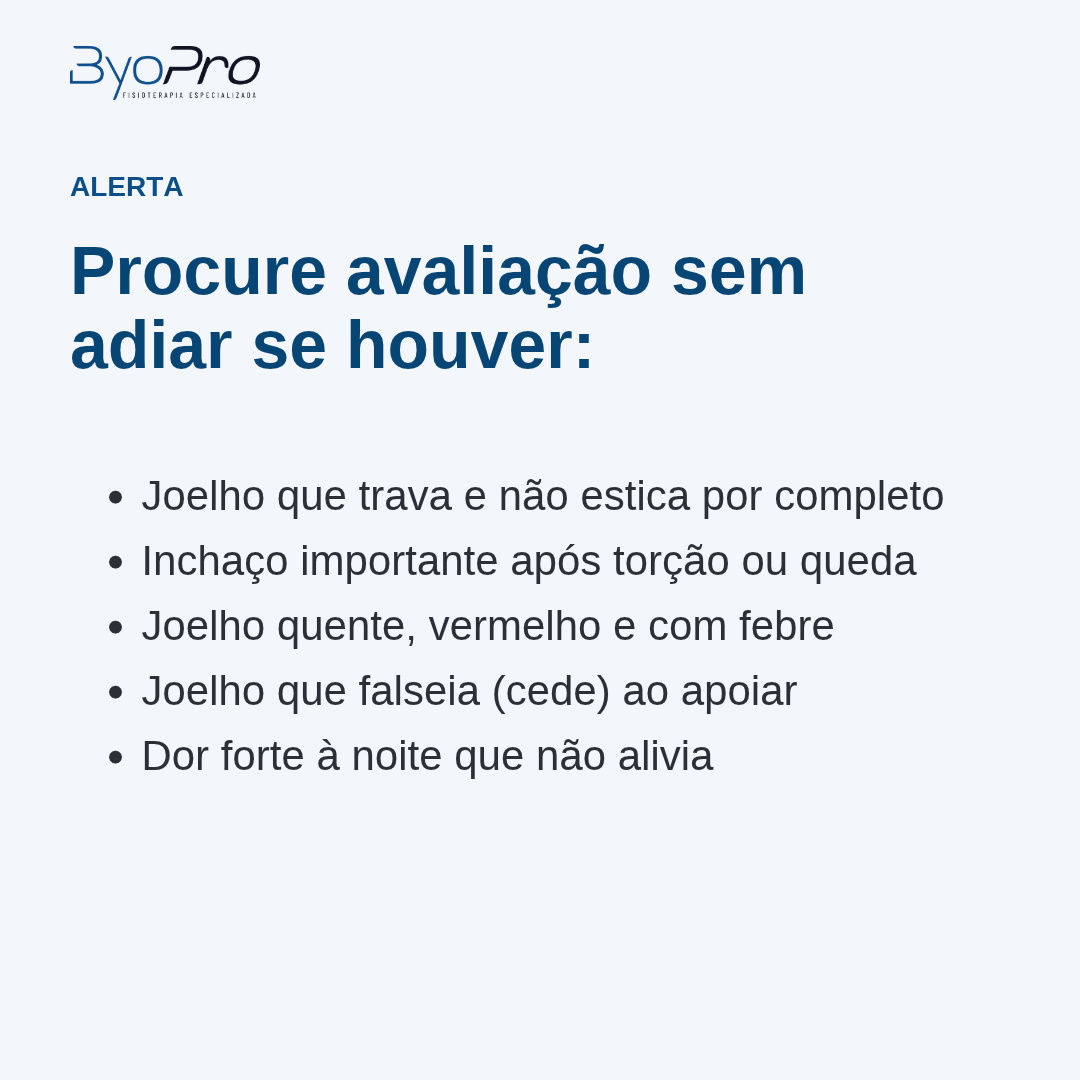 ByoPro
FISIOTERAPIA ESPECIALIZADA
ALERTA
Procure avaliação sem
adiar se houver:
• Joelho que trava e não estica por completo
• Inchaço importante após torção ou queda
• Joelho quente, vermelho e com febre
• Joelho que falseia (cede) ao apoiar
• Dor forte à noite que não alivia